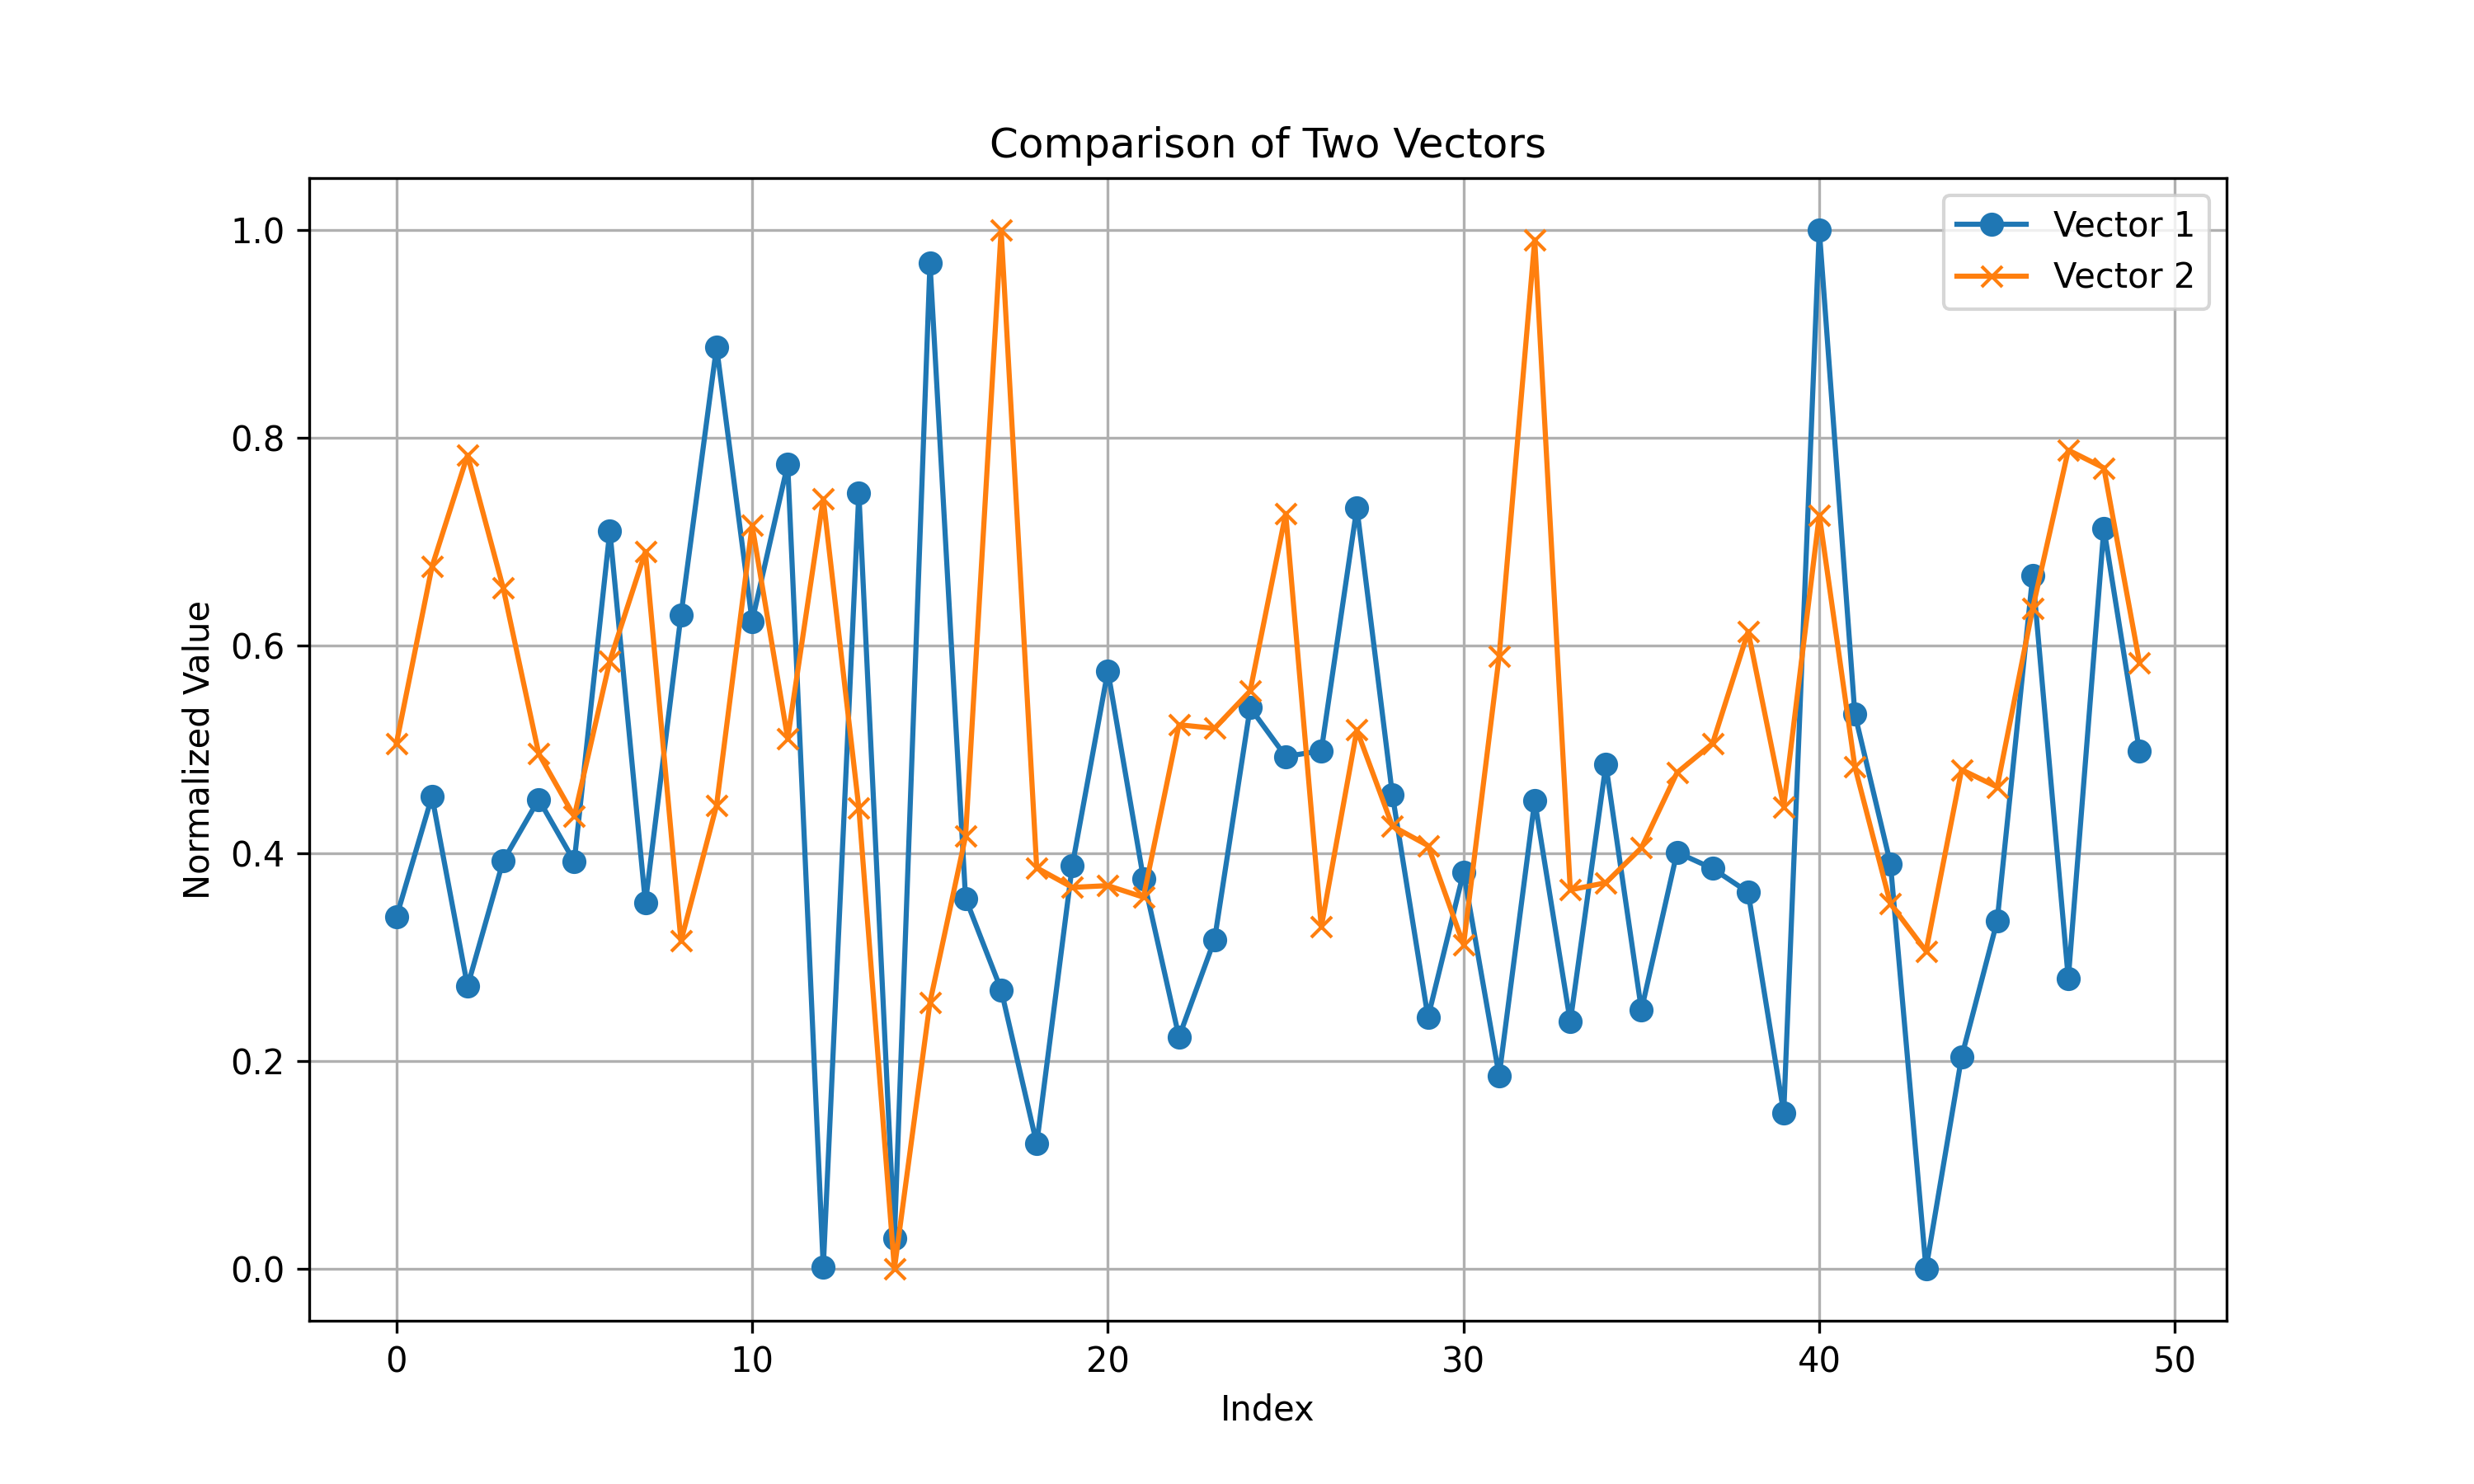 Comparison of Two Vectors
Vector 1
Vector 2
Normalized Value
1.0
0.8
0.6
0.4
0.2
0.0
0 10 20 30 40 50
Index